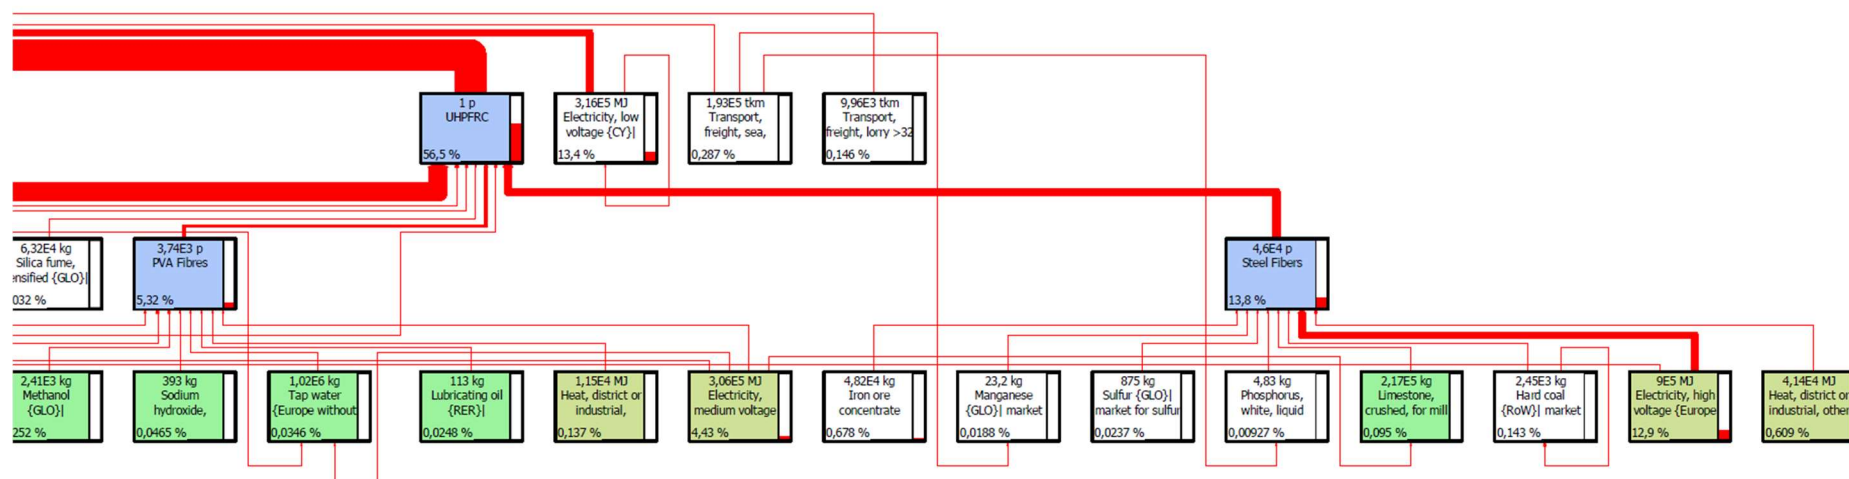 1 p
UHPFRC
56,5 %
3,16E5 MJ
Electricity, low
voltage {CY}|
13,4 %
1,93E5 tkm
Transport,
freight, sea,
0,287 %
9,96E3 tkm
Transport,
freight, lorry >32
0,146 %
6,32E4 kg
Silica fume,
ensified {GLO}|
032 %
3,74E3 p
PVA Fibres
5,32 %
4,6E4 p
Steel Fibers
13,8 %
2,41E3 kg
Methanol
{GLO}|
252 %
393 kg
Sodium
hydroxide,
0,0465 %
1,02E6 kg
Tap water
{Europe without
0,0346 %
113 kg
Lubricating oil
{RER}|
0,0248 %
1,15E4 MJ
Heat, district or
industrial,
0,137 %
3,06E5 MJ
Electricity,
medium voltage
4,43 %
4,82E4 kg
Iron ore
concentrate
0,678 %
23,2 kg
Manganese
{GLO}| market
0,0188 %
875 kg
Sulfur {GLO}|
market for sulfur
0,0237 %
4,83 kg
Phosphorus,
white, liquid
0,00927 %
2,17E5 kg
Limestone,
crushed, for mill
0,095 %
2,45E3 kg
Hard coal
{RoW}| market
0,143 %
9E5 MJ
Electricity, high
voltage {Europe
12,9 %
4,14E4 MJ
Heat, district or
industrial, other
0,609 %